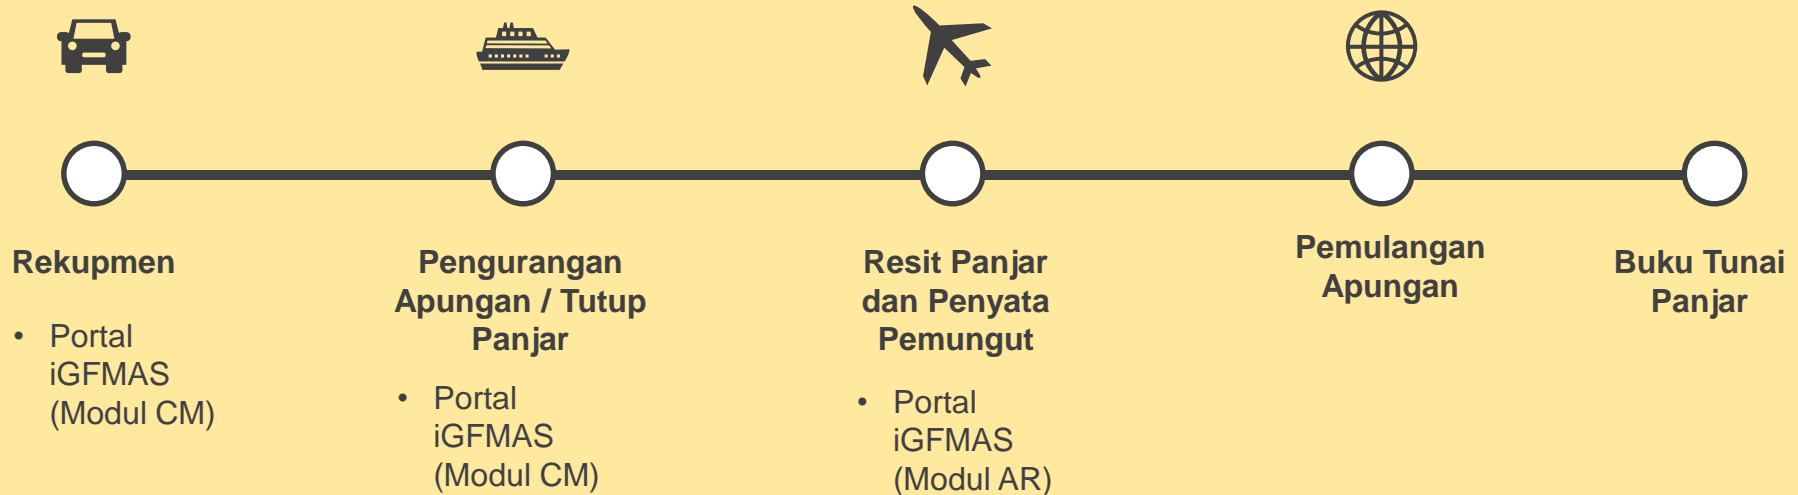 Rekupmen
• Portal
iGFMAS
(Modul CM)
Pengurangan
Apungan / Tutup
Panjar
• Portal
iGFMAS
(Modul CM)
Resit Panjar
dan Penyata
Pemungut
• Portal
iGFMAS
(Modul AR)
Pemulangan
Apungan
Buku Tunai
Panjar